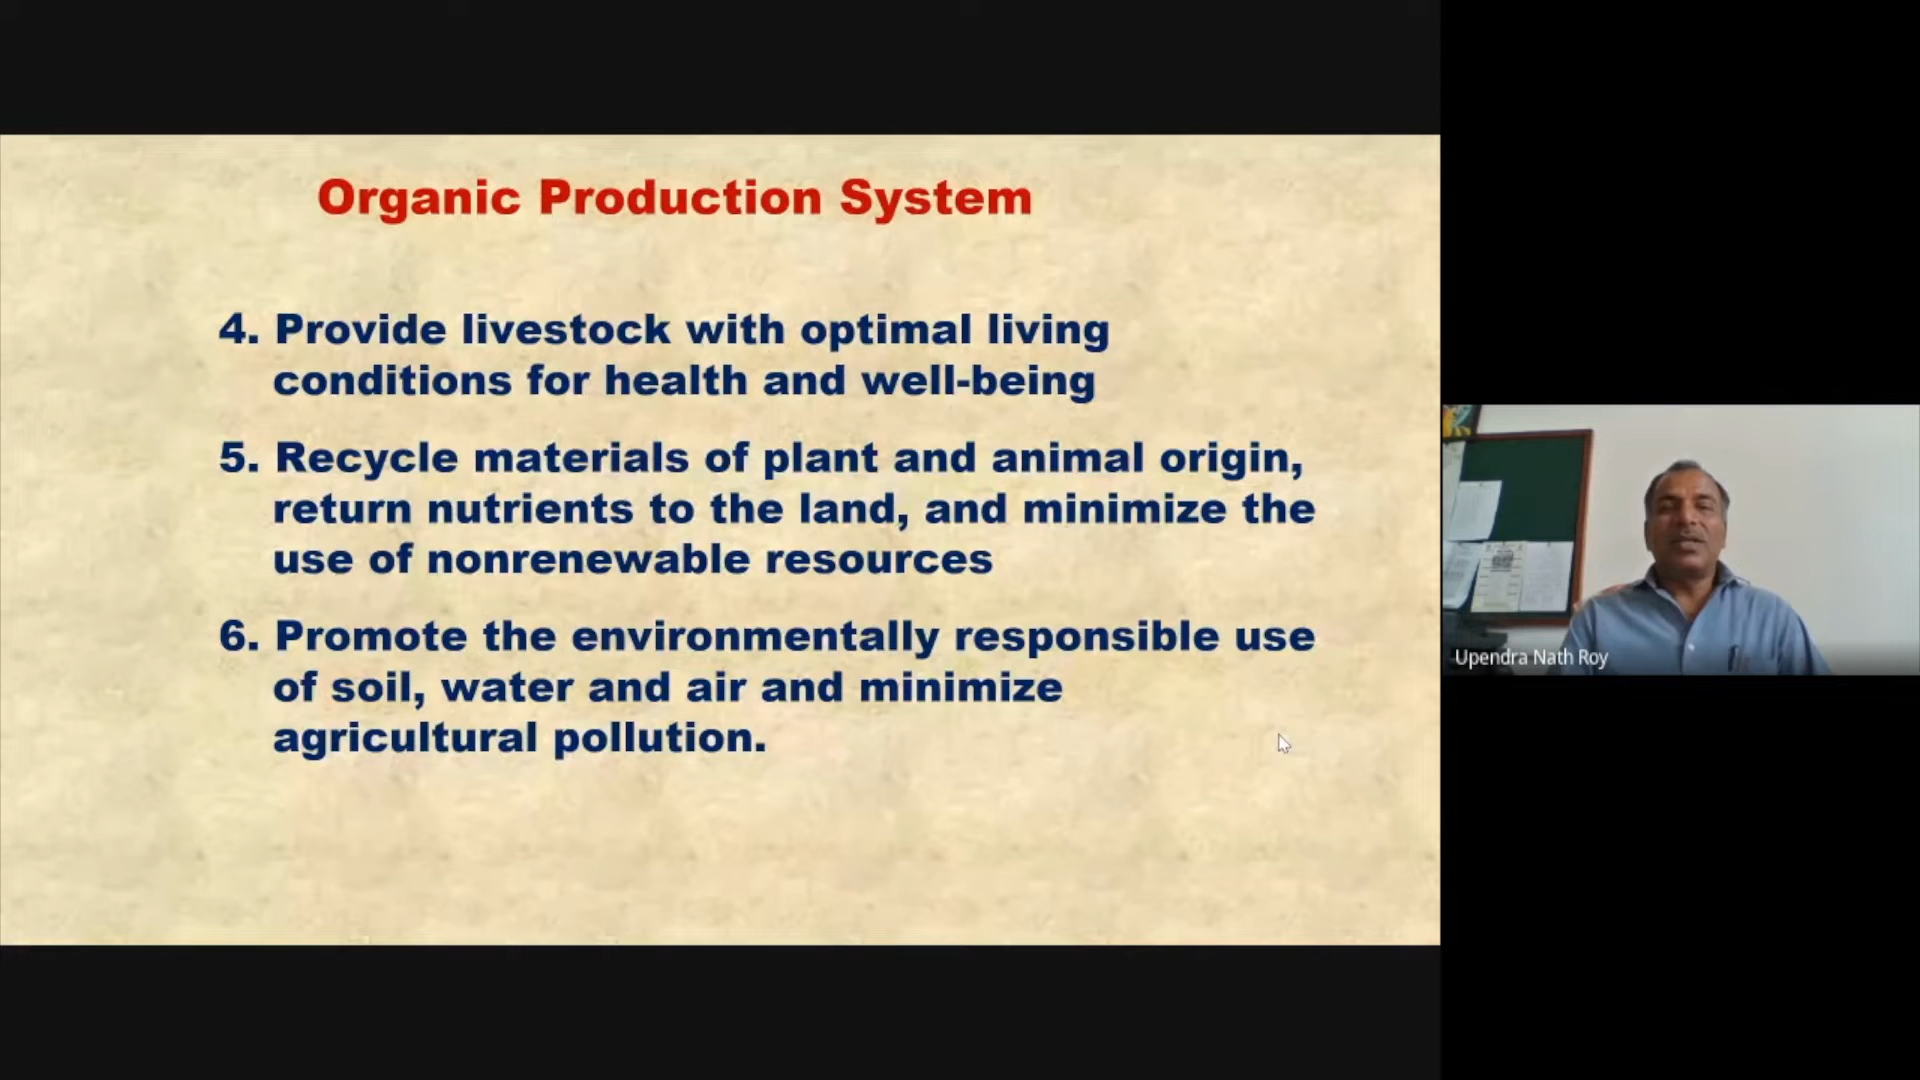 Organic Production System
4. Provide livestock with optimal living
conditions for health and well-being
5. Recycle materials of plant and animal origin,
return nutrients to the land, and minimize the
use of nonrenewable resources
6. Promote the environmentally responsible use
of soil, water and air and minimize
agricultural pollution.
Upendra Nath Roy